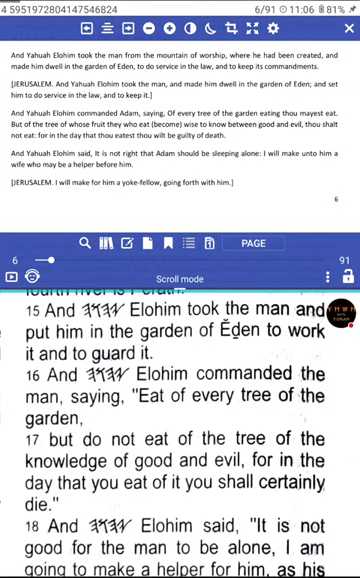 4 5951972804147546824 6/91 11:06 81%
And Yahuah Elohim took the man from the mountain of worship, where he had been created, and
made him dwell in the garden of Eden, to do service in the law, and to keep its commandments.
[JERUSALEM. And Yahuah Elohim took the man, and made him dwell in the garden of Eden; and set
him to do service in the law, and to keep it.]
And Yahuah Elohim commanded Adam, saying, Of every tree of the garden eating thou mayest eat.
But of the tree of whose fruit they who eat (become) wise to know between good and evil, thou shalt
not eat: for in the day that thou eatest thou wilt be guilty of death.
And Yahuah Elohim said, It is not right that Adam should be sleeping alone: I will make unto him a
wife who may be a helper before him.
[JERUSALEM. I will make for him a yoke-fellow, going forth with him.]
6
PAGE
6 91
Scroll mode
fourth river is Perath.
15 And 𐤉𐤄𐤅𐤄 Elohim took the man and
put him in the garden of Ĕḏen to work
it and to guard it.
16 And 𐤉𐤄𐤅𐤄 Elohim commanded the
man, saying, "Eat of every tree of the
garden,
17 but do not eat of the tree of the
knowledge of good and evil, for in the
day that you eat of it you shall certainly
die."
18 And 𐤉𐤄𐤅𐤄 Elohim said, "It is not
good for the man to be alone, I am
going to make a helper for him, as his
YHWH
TORAH